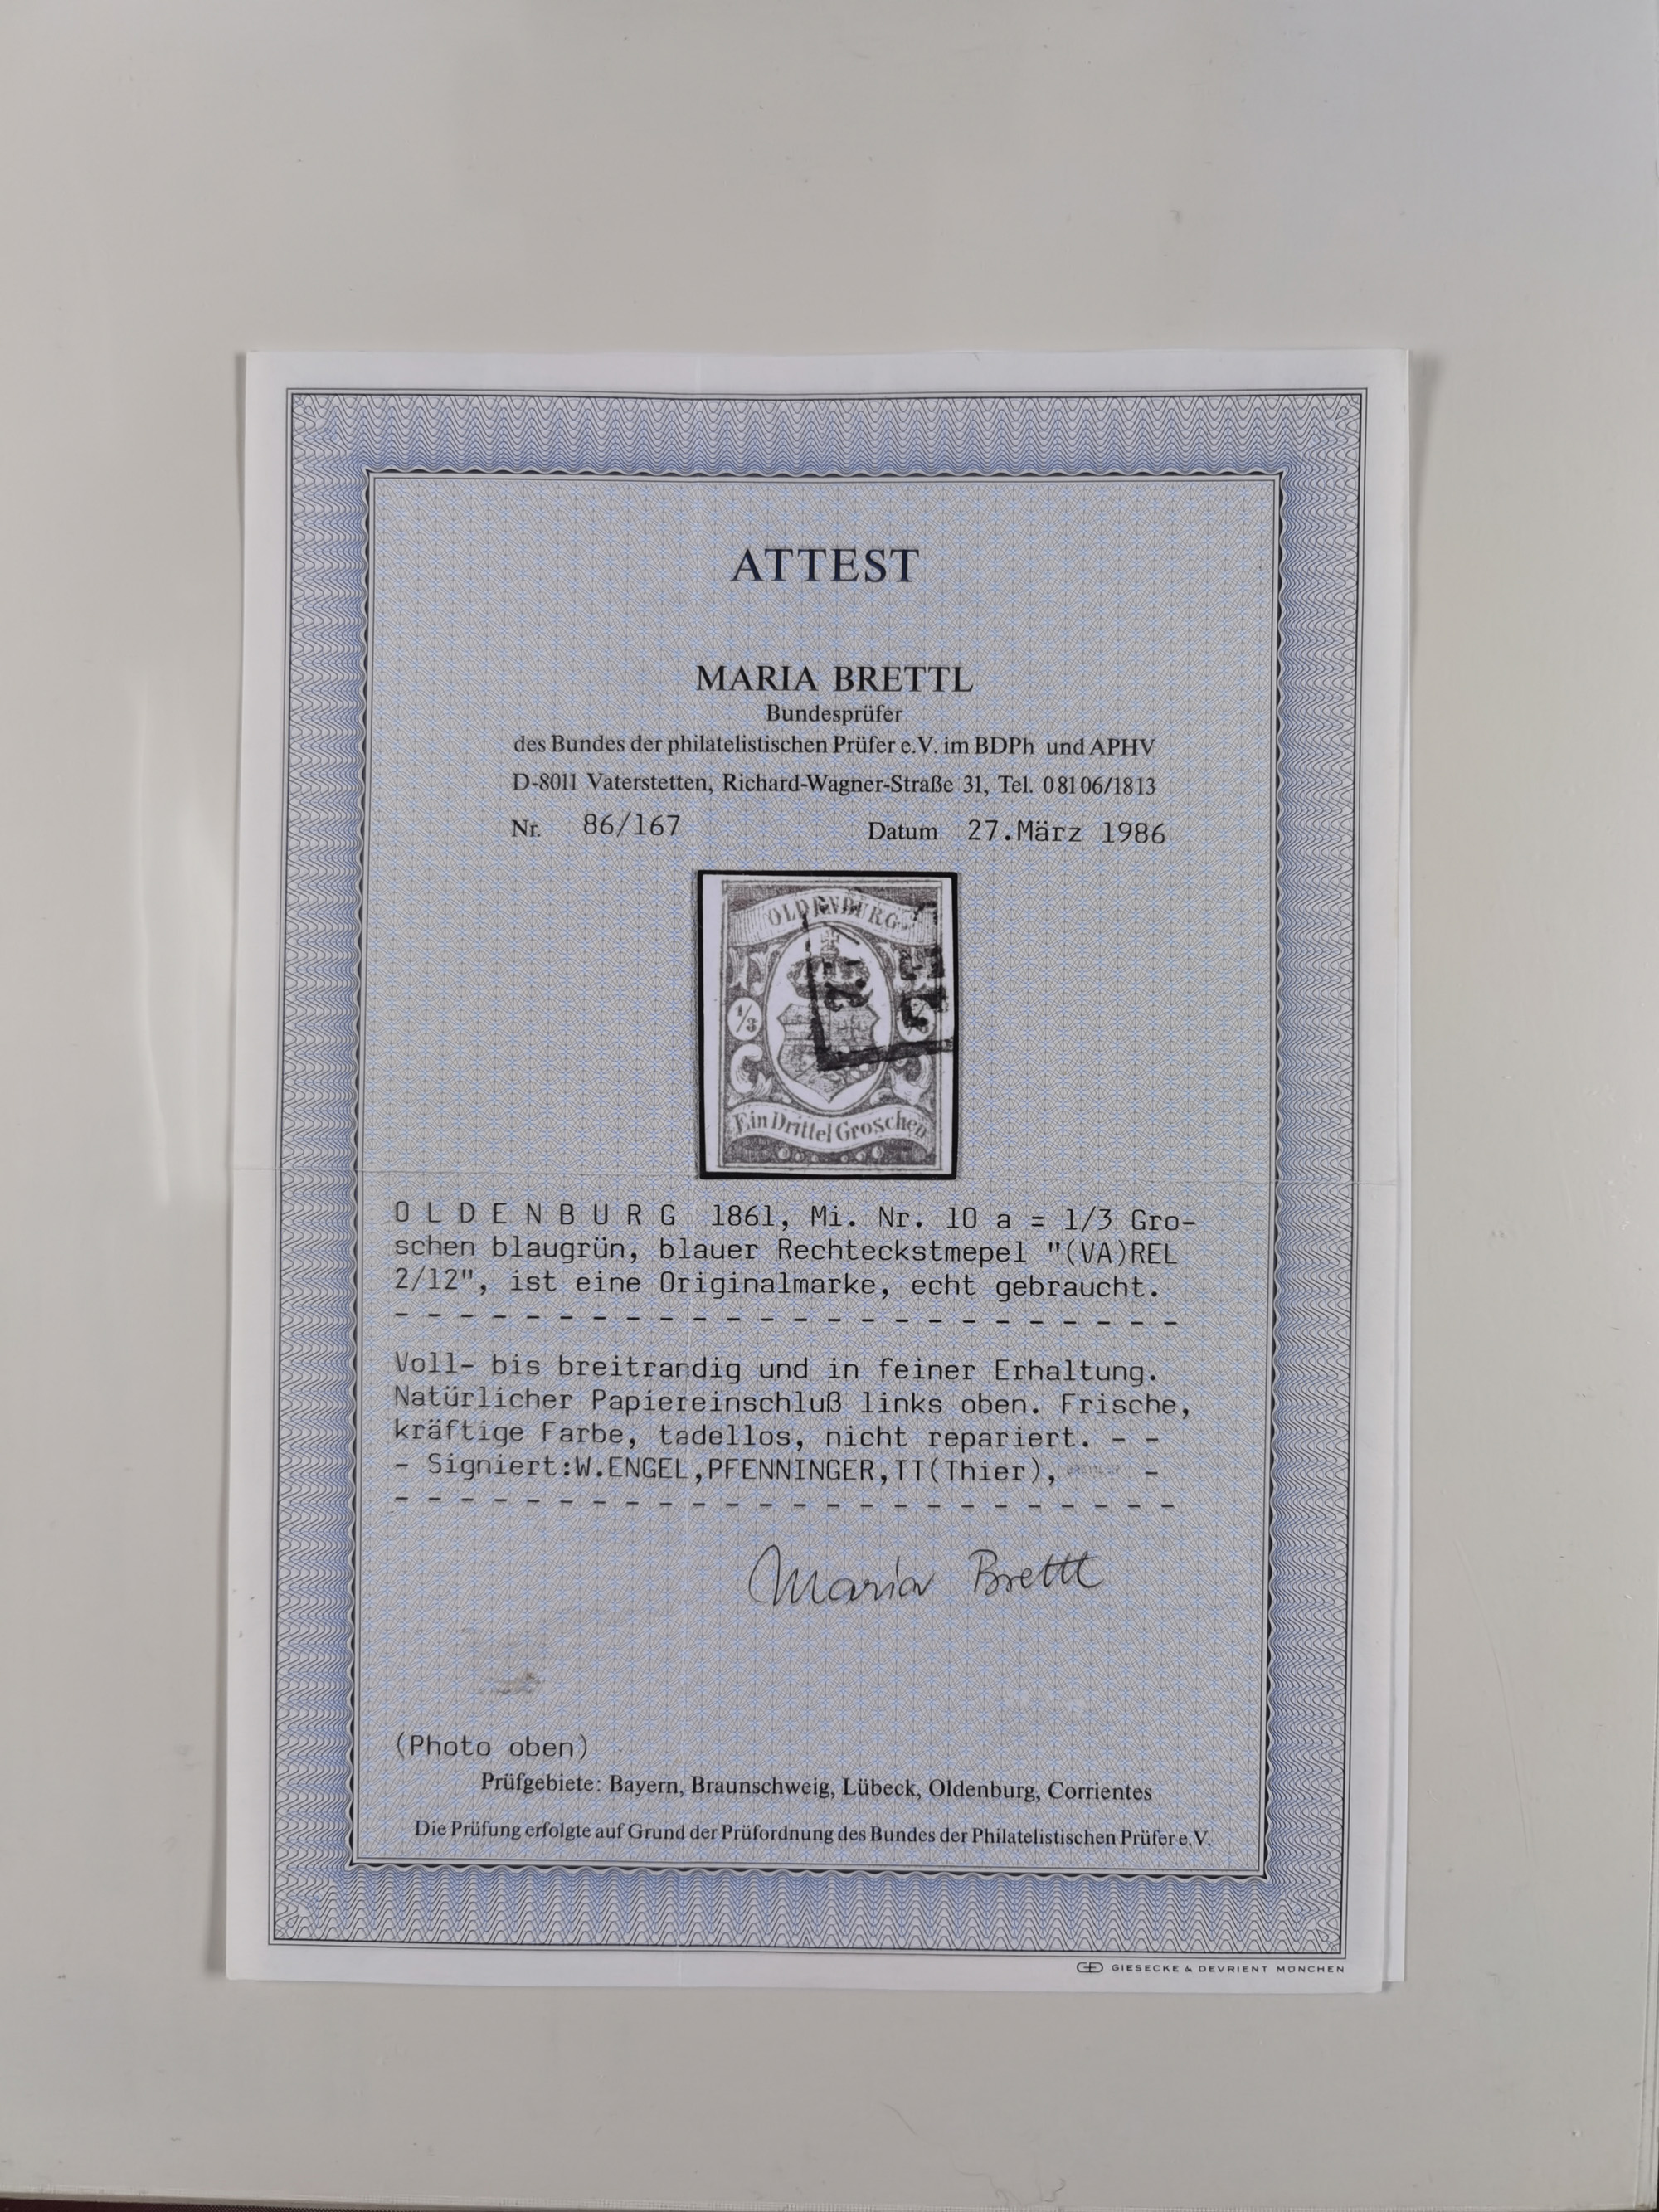 ATTEST
MARIA BRETTL
Bundesprüfer
des Bundes der philatelistischen Prüfer e.V. im BDPh und APHV
D-8011 Vaterstetten, Richard-Wagner-Straße 31, Tel. 08106/1813
Nr. 86/167 Datum 27.März 1986
OLDENBURG
1/3
Ein Drittel Groschen
O L D E N B U R G 1861, Mi. Nr. 10 a = 1/3 Gro-
schen blaugrün, blauer Rechteckstmepel "(VA)REL
2/12", ist eine Originalmarke, echt gebraucht.
- - - - - - - - - - - - - - - - - - - - - - - -
Voll- bis breitrandig und in feiner Erhaltung.
Natürlicher Papiereinschluß links oben. Frische,
kräftige Farbe, tadellos, nicht repariert. - -
- Signiert:W.ENGEL,PFENNINGER,TT(Thier), -
- - - - - - - - - - - - - - - - - - - - - - - -
Maria Brettl
(Photo oben)
Prüfgebiete: Bayern, Braunschweig, Lübeck, Oldenburg, Corrientes
Die Prüfung erfolgte auf Grund der Prüfordnung des Bundes der Philatelistischen Prüfer e.V.
GIESECKE & DEVRIENT MÜNCHEN